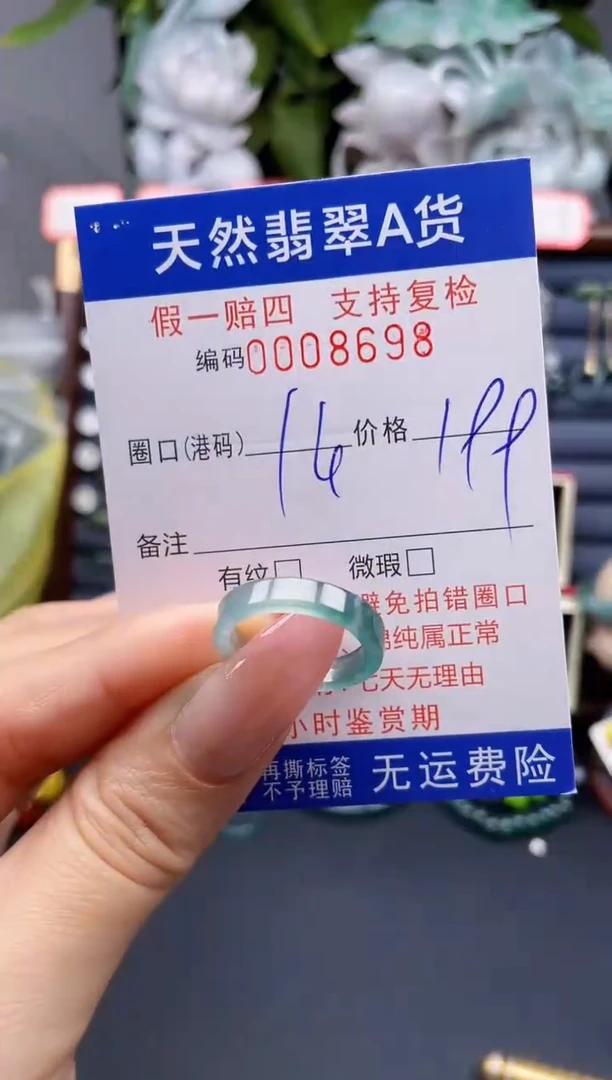 天然翡翠A货
假一赔四 支持复检
编码0008698
圈口(港码) 14 价格 199
备注
有纹 微瑕
避免拍错圈口
棉纯属正常
七天无理由
小时鉴赏期
再撕标签
不予理赔
无运费险